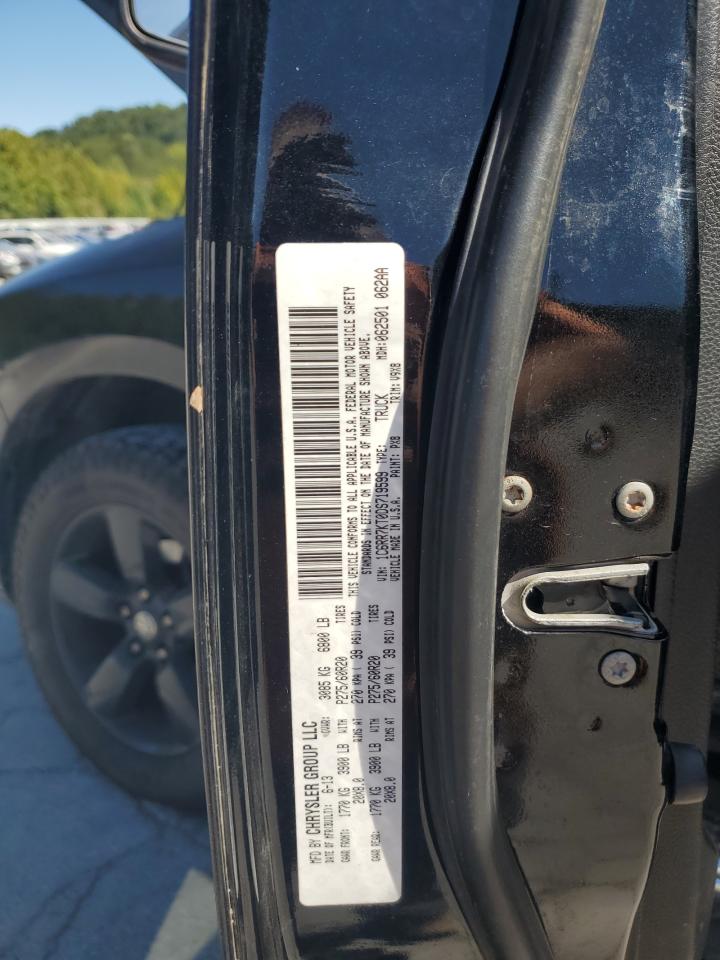 MFD BY CHRYSLER GROUP LLC
DATE OF MFR(BUILT): 6-13 GVWR: 3085 KG 6800 LB
GAWR FRONT: 1770 KG 3900 LB WITH P275/60R20 TIRES
20X8.0 RIMS AT 270 KPA ( 39 PSI) COLD
GAWR REAR: 1770 KG 3900 LB WITH P275/60R20 TIRES
20X8.0 RIMS AT 270 KPA ( 39 PSI) COLD
THIS VEHICLE CONFORMS TO ALL APPLICABLE U.S.A. FEDERAL MOTOR VEHICLE SAFETY
STANDARDS IN EFFECT ON THE DATE OF MANUFACTURE SHOWN ABOVE.
VIN: 1C6RR7KT0DS719599 TYPE: TRUCK MDH:062501 062AA
VEHICLE MADE IN U.S.A. PAINT: PX8 TRIM: V9X8